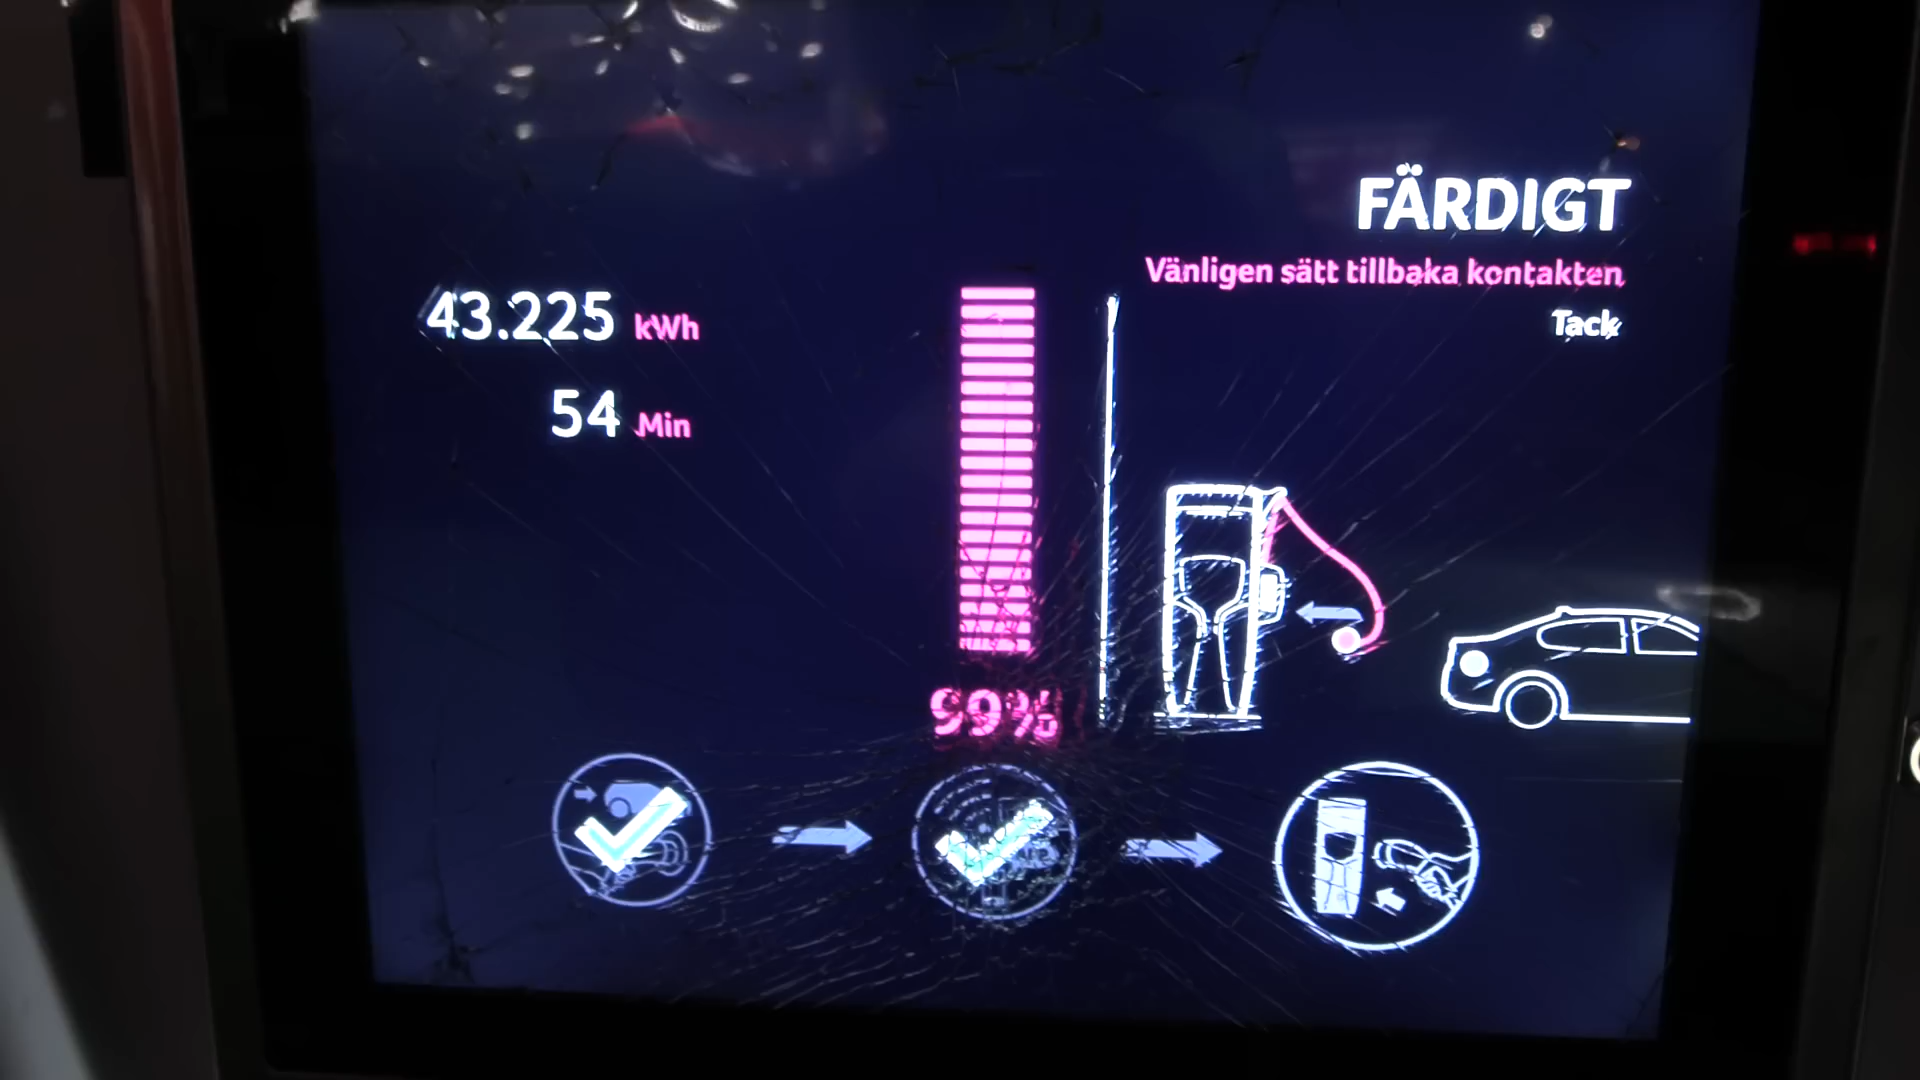 FÄRDIGT
Vänligen sätt tillbaka kontakten
Tack
43.225 kWh
54 Min
99%